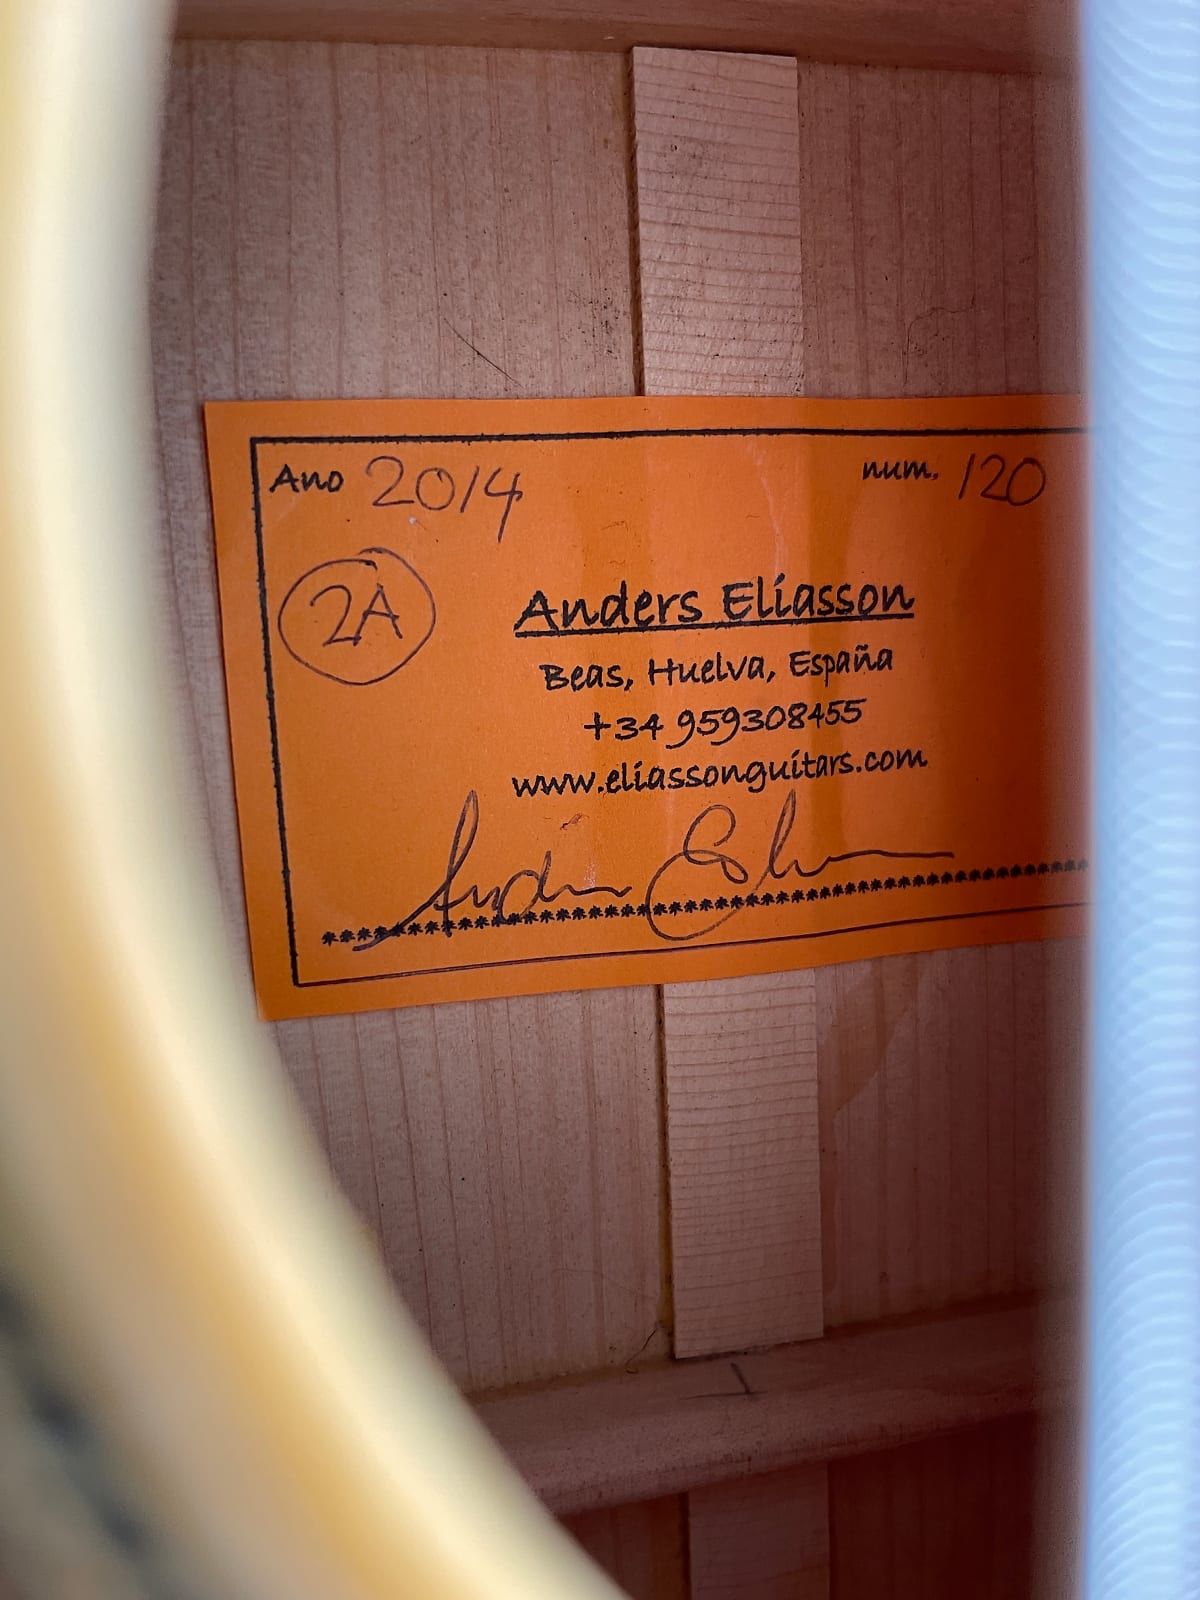 Ano 2014 num. 120
2A
Anders Eliasson
Beas, Huelva, España
+34 959308455
www.eliassonguitars.com
********************************************